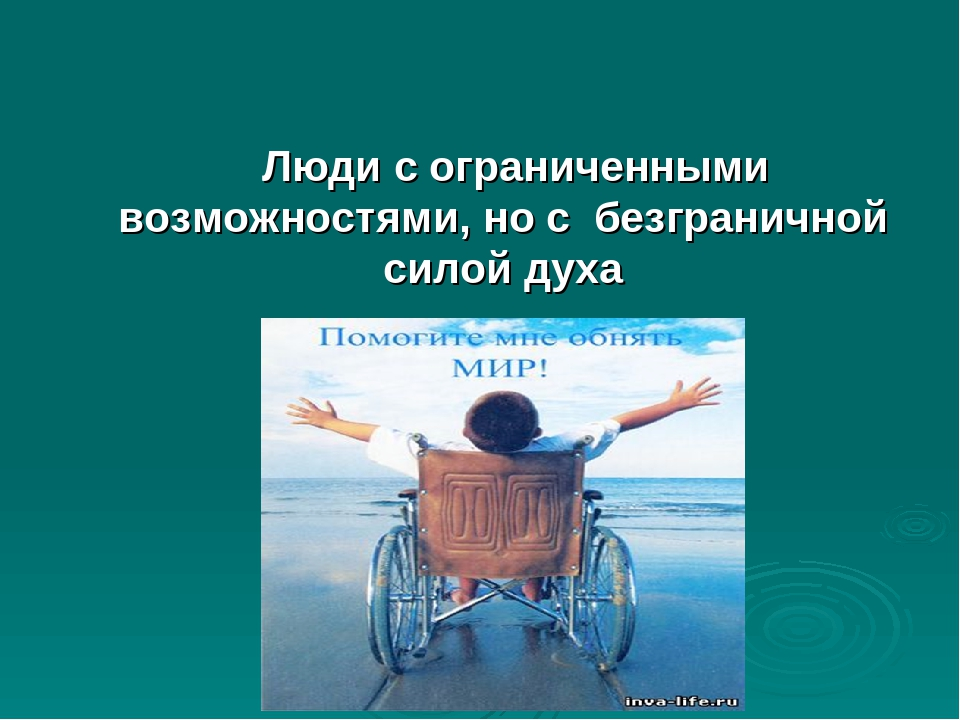 Люди с ограниченными
возможностями, но с безграничной
силой духа
Помогите мне обнять
МИР!
inva-life.ru